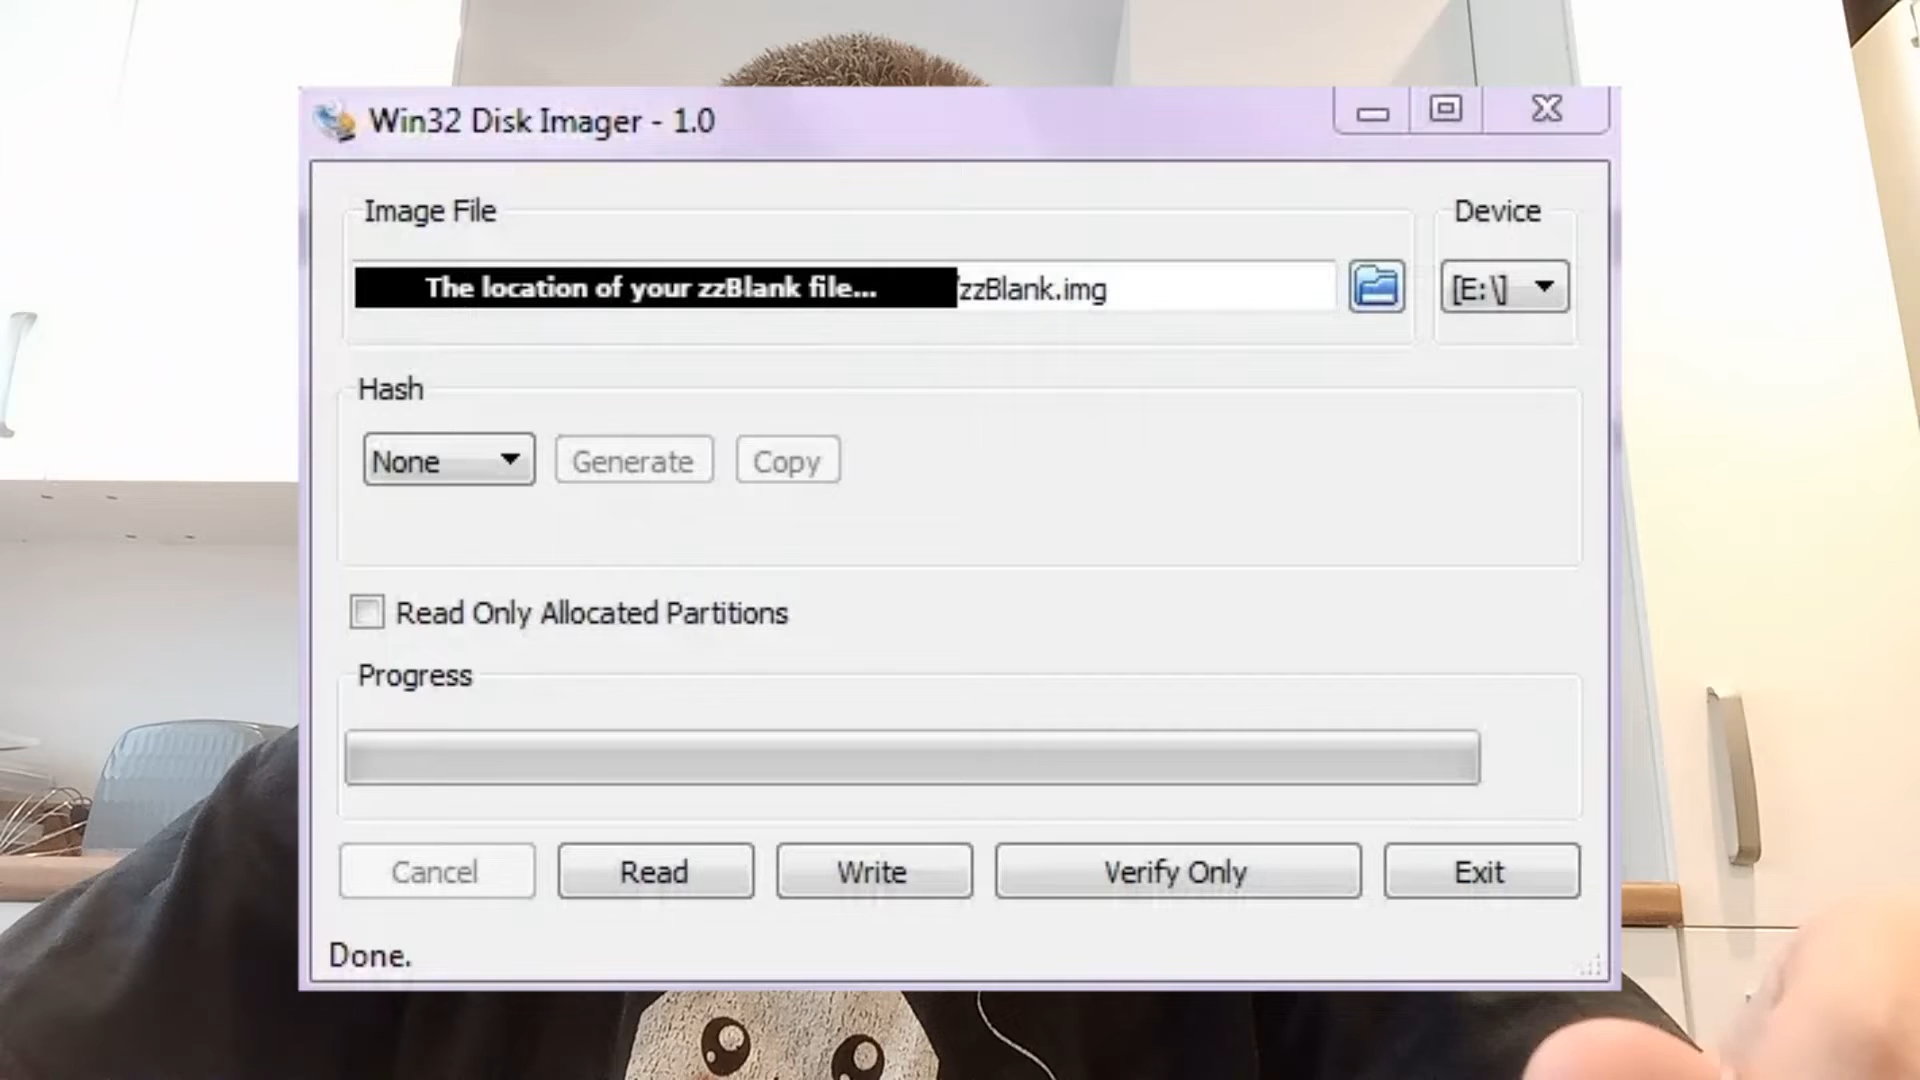 Win32 Disk Imager - 1.0
Image File
Device
The location of your zzBlank file...
zzBlank.img
[E:\]
Hash
None
Generate
Copy
Read Only Allocated Partitions
Progress
Cancel
Read
Write
Verify Only
Exit
Done.